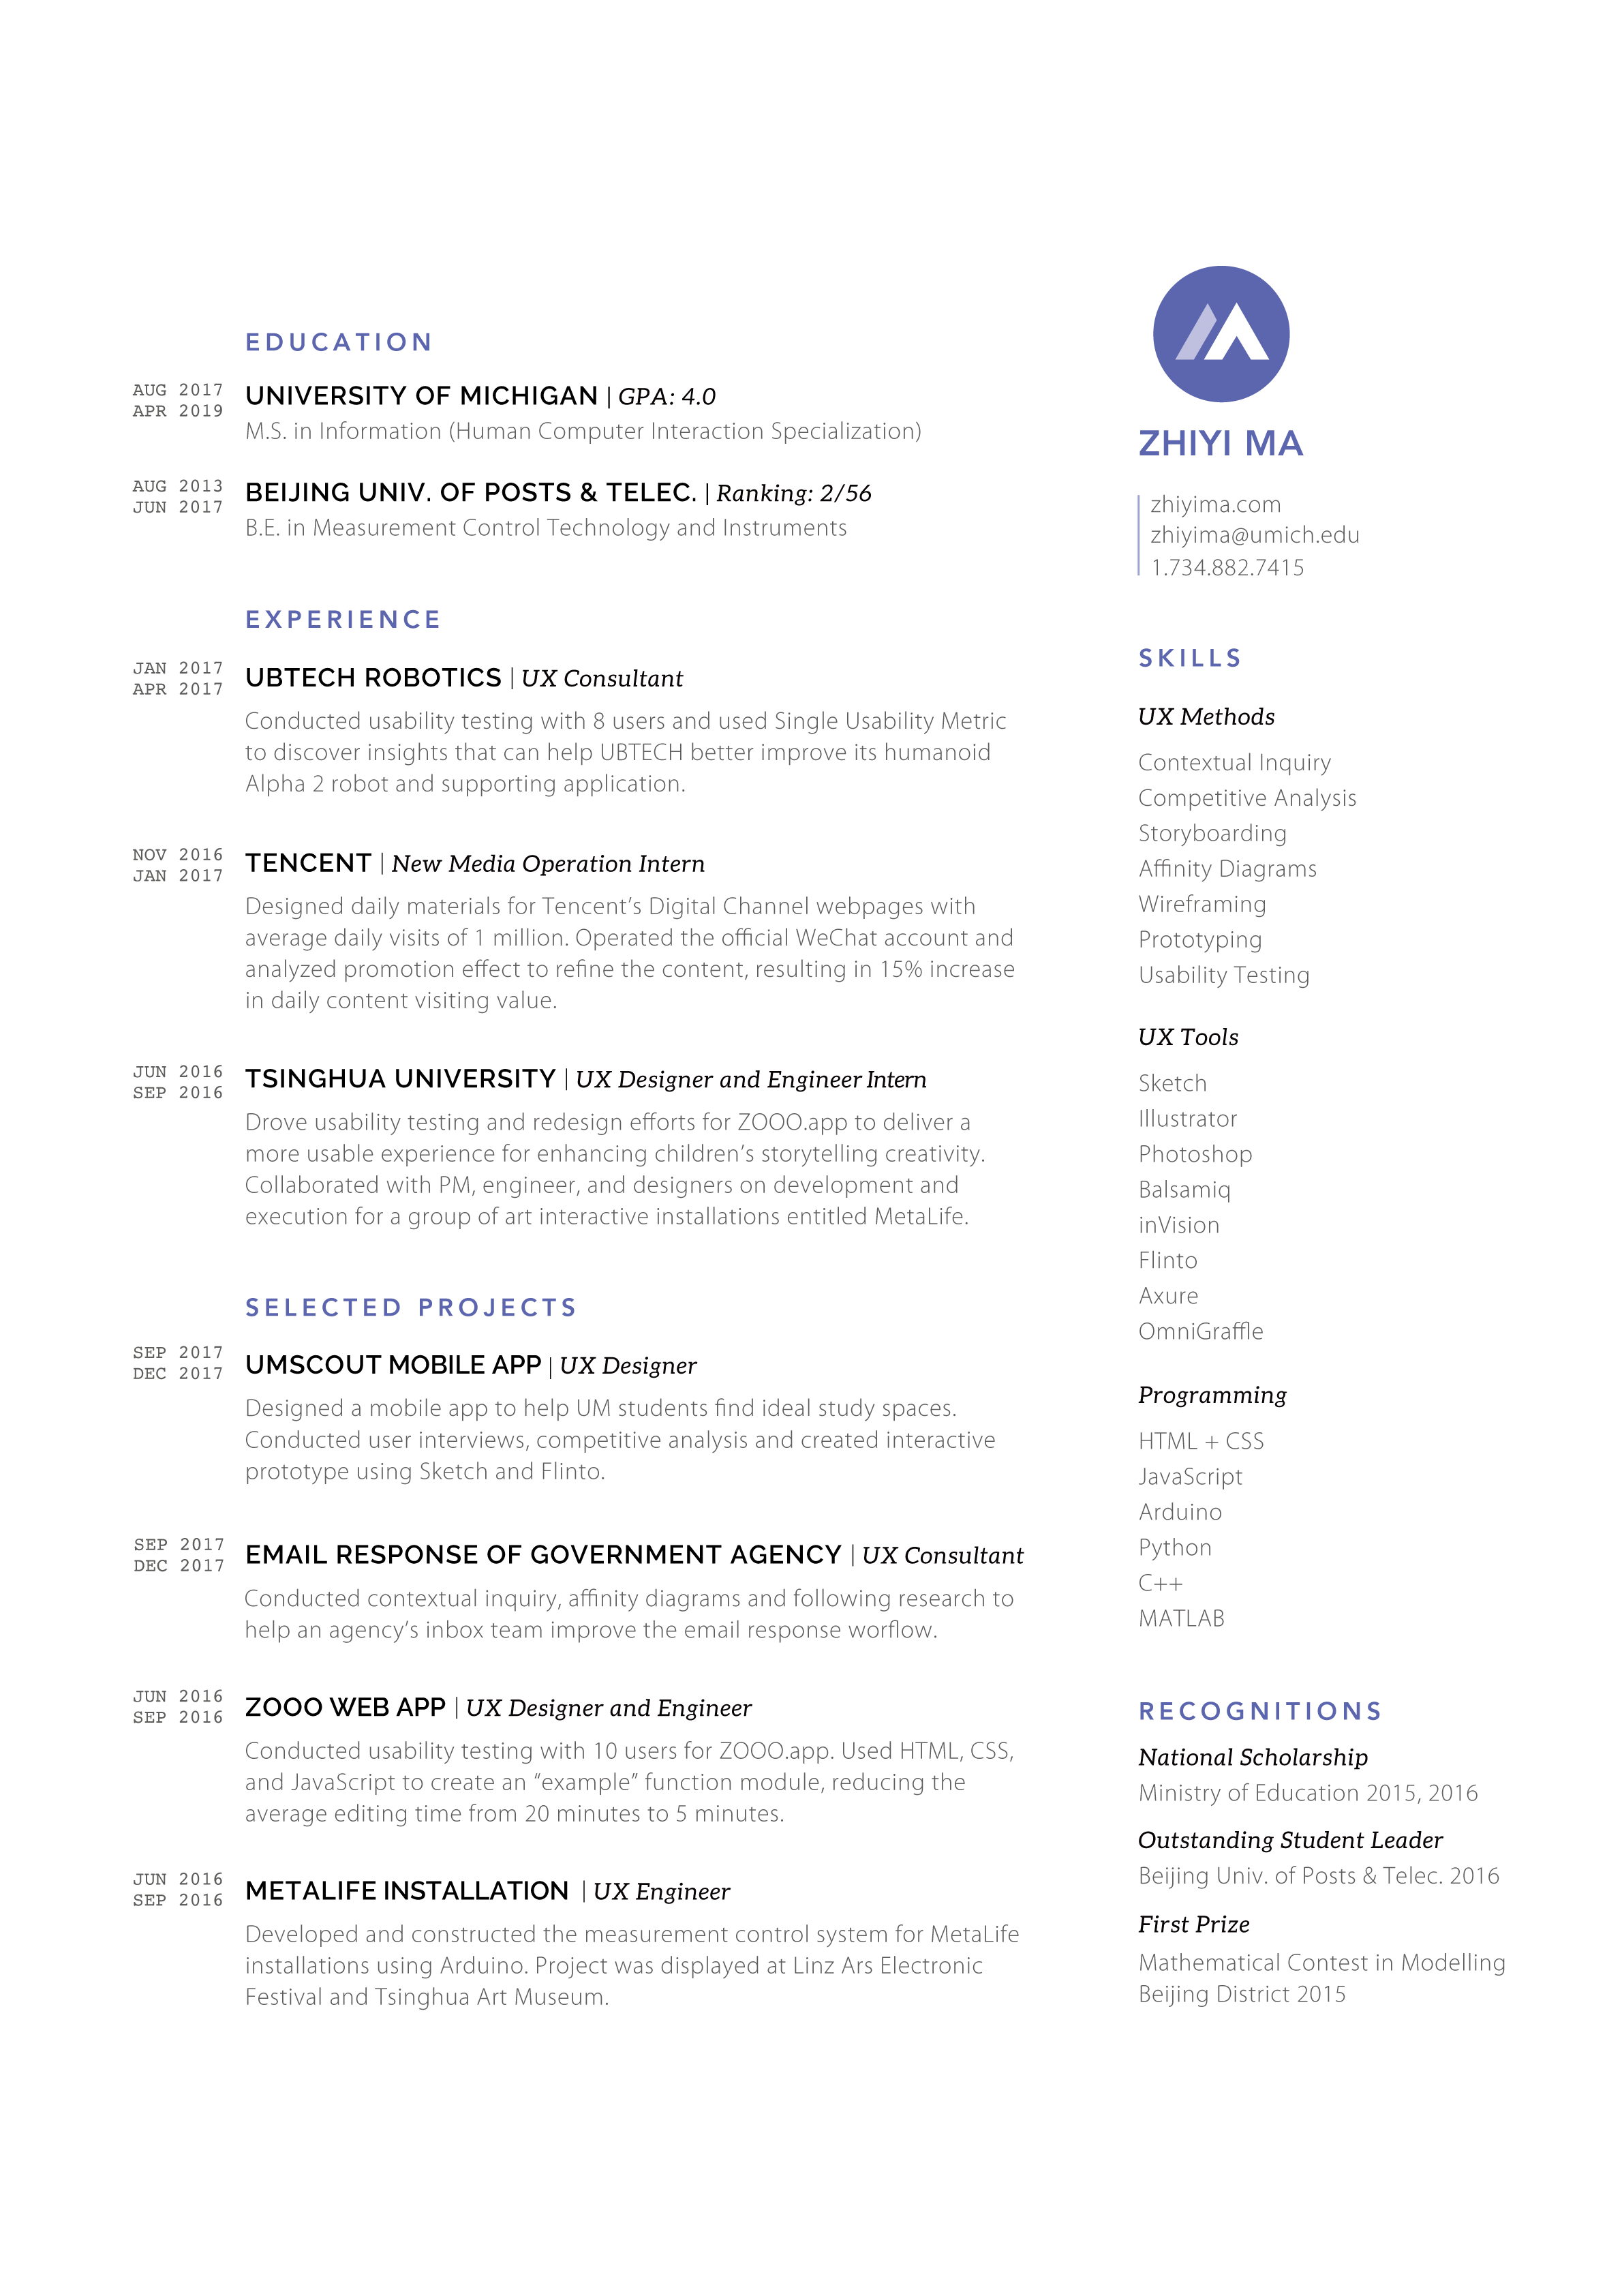 EDUCATION
AUG 2017
APR 2019
UNIVERSITY OF MICHIGAN | GPA: 4.0
M.S. in Information (Human Computer Interaction Specialization)
AUG 2013
JUN 2017
BEIJING UNIV. OF POSTS & TELEC. | Ranking: 2/56
B.E. in Measurement Control Technology and Instruments
EXPERIENCE
JAN 2017
APR 2017
UBTECH ROBOTICS | UX Consultant
Conducted usability testing with 8 users and used Single Usability Metric
to discover insights that can help UBTECH better improve its humanoid
Alpha 2 robot and supporting application.
NOV 2016
JAN 2017
TENCENT | New Media Operation Intern
Designed daily materials for Tencent’s Digital Channel webpages with
average daily visits of 1 million. Operated the official WeChat account and
analyzed promotion effect to refine the content, resulting in 15% increase
in daily content visiting value.
JUN 2016
SEP 2016
TSINGHUA UNIVERSITY | UX Designer and Engineer Intern
Drove usability testing and redesign efforts for ZOOO.app to deliver a
more usable experience for enhancing children’s storytelling creativity.
Collaborated with PM, engineer, and designers on development and
execution for a group of art interactive installations entitled MetaLife.
SELECTED PROJECTS
SEP 2017
DEC 2017
UMSCOUT MOBILE APP | UX Designer
Designed a mobile app to help UM students find ideal study spaces.
Conducted user interviews, competitive analysis and created interactive
prototype using Sketch and Flinto.
SEP 2017
DEC 2017
EMAIL RESPONSE OF GOVERNMENT AGENCY | UX Consultant
Conducted contextual inquiry, affinity diagrams and following research to
help an agency’s inbox team improve the email response worflow.
JUN 2016
SEP 2016
ZOOO WEB APP | UX Designer and Engineer
Conducted usability testing with 10 users for ZOOO.app. Used HTML, CSS,
and JavaScript to create an “example” function module, reducing the
average editing time from 20 minutes to 5 minutes.
JUN 2016
SEP 2016
METALIFE INSTALLATION | UX Engineer
Developed and constructed the measurement control system for MetaLife
installations using Arduino. Project was displayed at Linz Ars Electronic
Festival and Tsinghua Art Museum.
ZHIYI MA
zhiyima.com
zhiyima@umich.edu
1.734.882.7415
SKILLS
UX Methods
Contextual Inquiry
Competitive Analysis
Storyboarding
Affinity Diagrams
Wireframing
Prototyping
Usability Testing
UX Tools
Sketch
Illustrator
Photoshop
Balsamiq
inVision
Flinto
Axure
OmniGraffle
Programming
HTML + CSS
JavaScript
Arduino
Python
C++
MATLAB
RECOGNITIONS
National Scholarship
Ministry of Education 2015, 2016
Outstanding Student Leader
Beijing Univ. of Posts & Telec. 2016
First Prize
Mathematical Contest in Modelling
Beijing District 2015